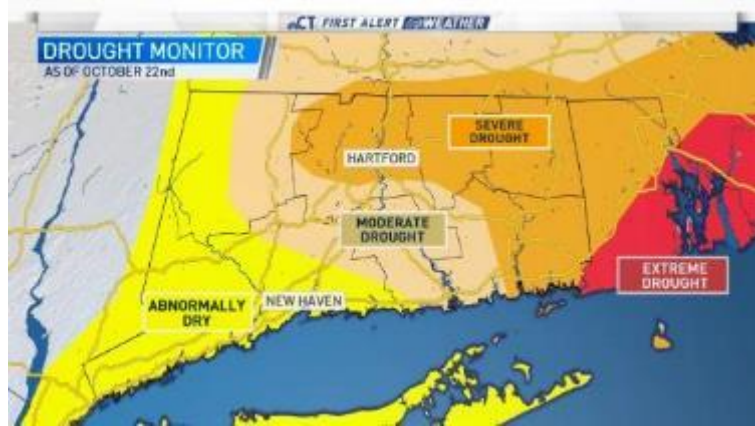 CT FIRST ALERT WEATHER
DROUGHT MONITOR
AS OF OCTOBER 22nd
SEVERE
DROUGHT
HARTFORD
MODERATE
DROUGHT
EXTREME
DROUGHT
ABNORMALLY
DRY
NEW HAVEN